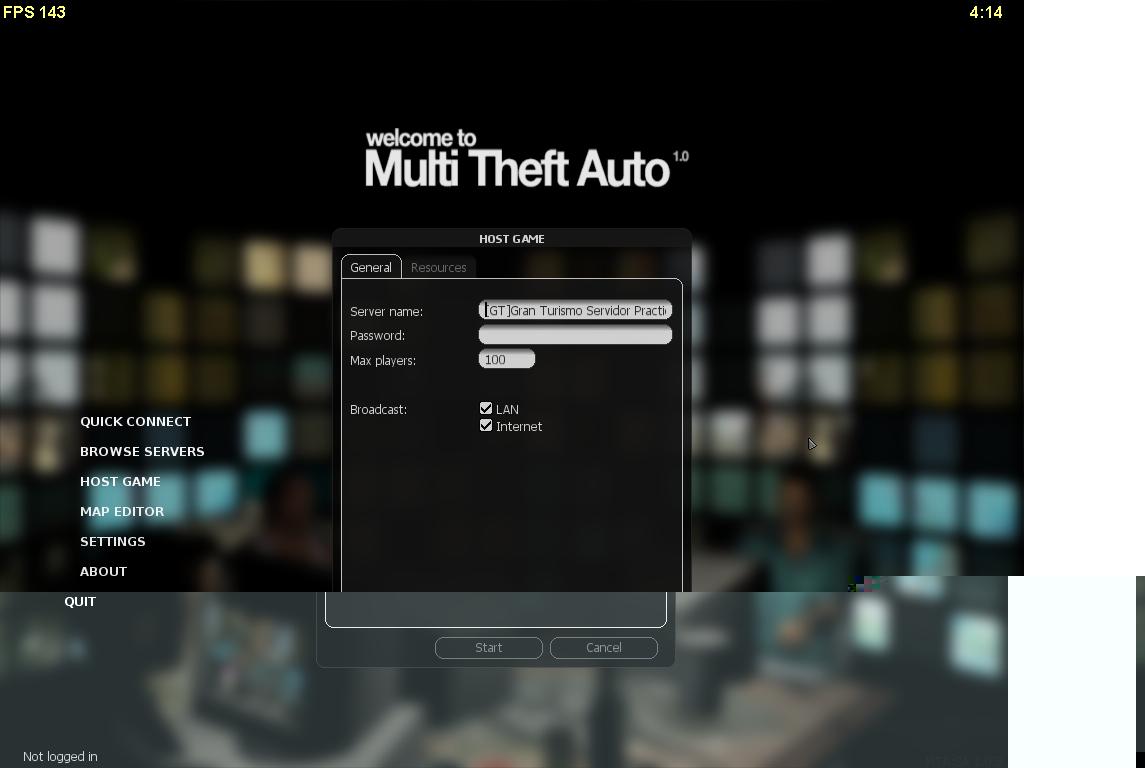 FPS 143
4:14
welcome to
Multi Theft Auto 1.0
HOST GAME
General Resources
Server name: [GT]Gran Turismo Servidor Practi
Password:
Max players: 100
Broadcast: LAN
Internet
QUICK CONNECT
BROWSE SERVERS
HOST GAME
MAP EDITOR
SETTINGS
ABOUT
QUIT
Start Cancel
Not logged in